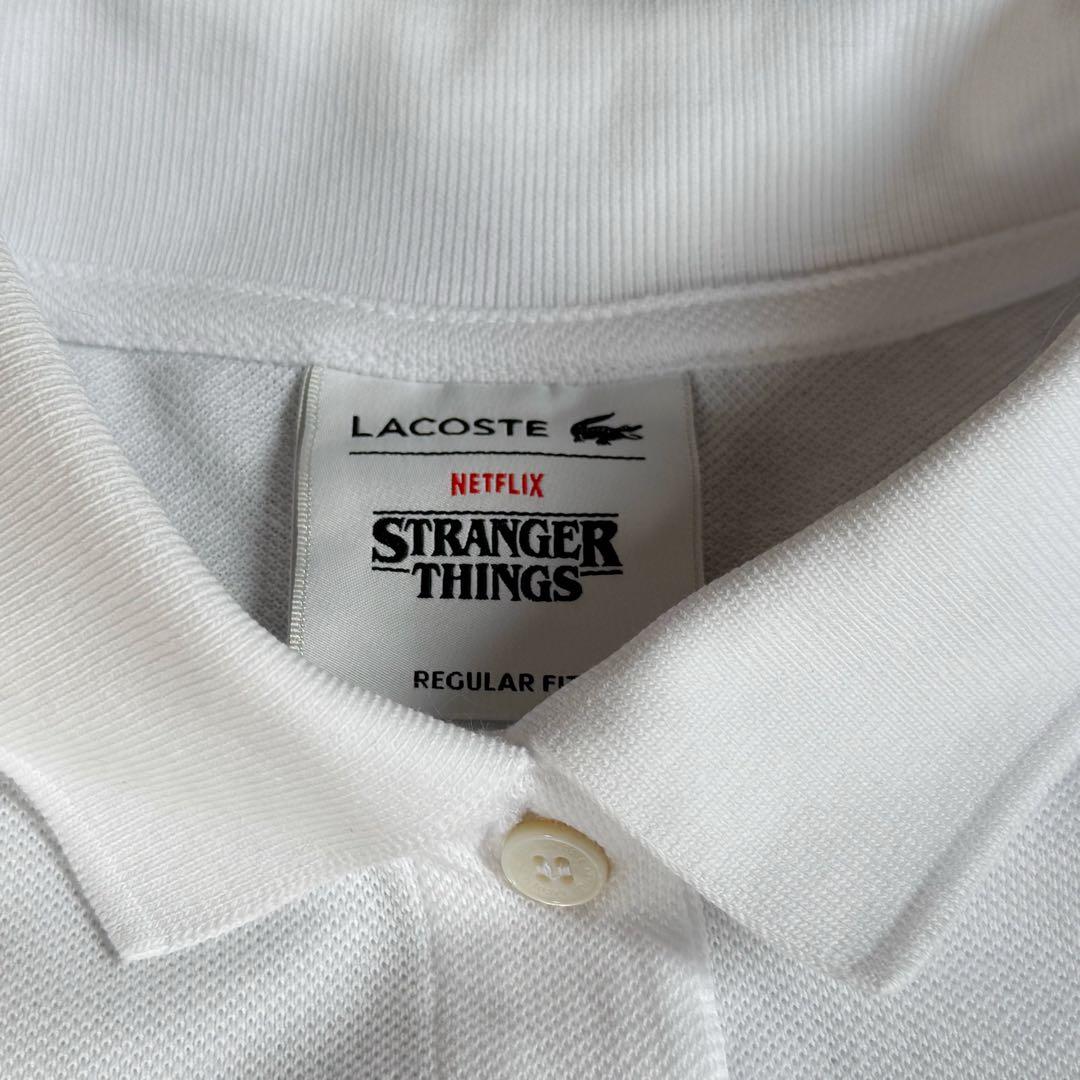 LACOSTE
NETFLIX
STRANGER
THINGS
REGULAR FIT